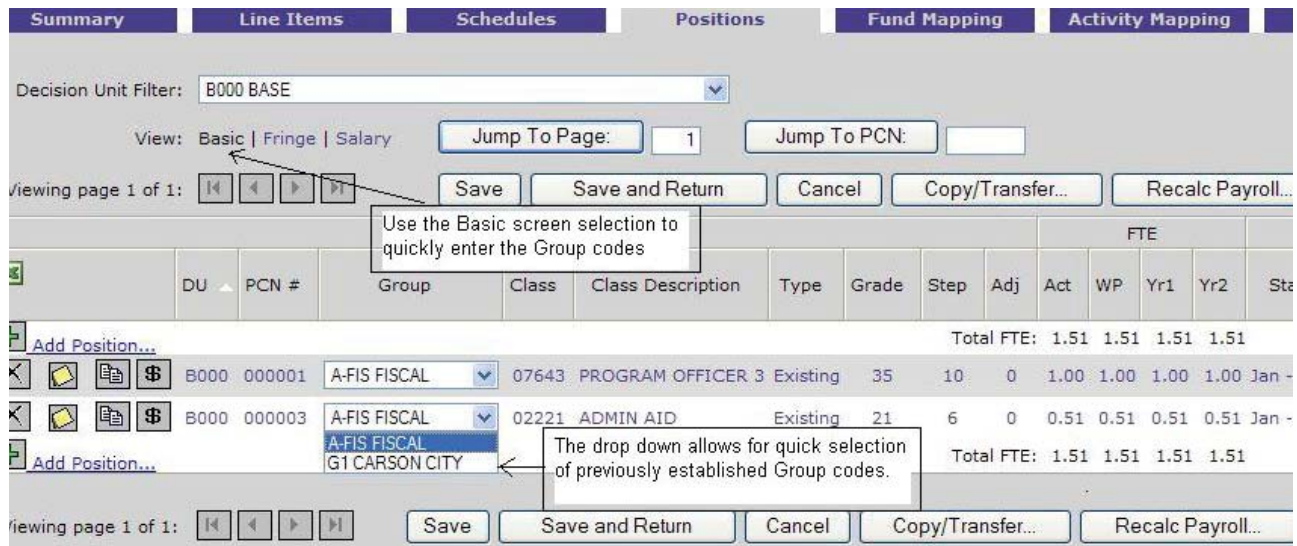 Summary Line Items Schedules Positions Fund Mapping Activity Mapping
Decision Unit Filter: B000 BASE
View: Basic | Fringe | Salary Jump To Page: 1 Jump To PCN:
Viewing page 1 of 1: Save Save and Return Cancel Copy/Transfer... Recalc Payroll...
Use the Basic screen selection to
quickly enter the Group codes
FTE
DU PCN # Group Class Class Description Type Grade Step Adj Act WP Yr1 Yr2 Sta
Add Position... Total FTE: 1.51 1.51 1.51 1.51
B000 000001 A-FIS FISCAL 07643 PROGRAM OFFICER 3 Existing 35 10 0 1.00 1.00 1.00 1.00 Jan -
B000 000003 A-FIS FISCAL 02221 ADMIN AID Existing 21 6 0 0.51 0.51 0.51 0.51 Jan -
A-FIS FISCAL
G1 CARSON CITY
The drop down allows for quick selection
of previously established Group codes.
Add Position... Total FTE: 1.51 1.51 1.51 1.51
Viewing page 1 of 1: Save Save and Return Cancel Copy/Transfer... Recalc Payroll...